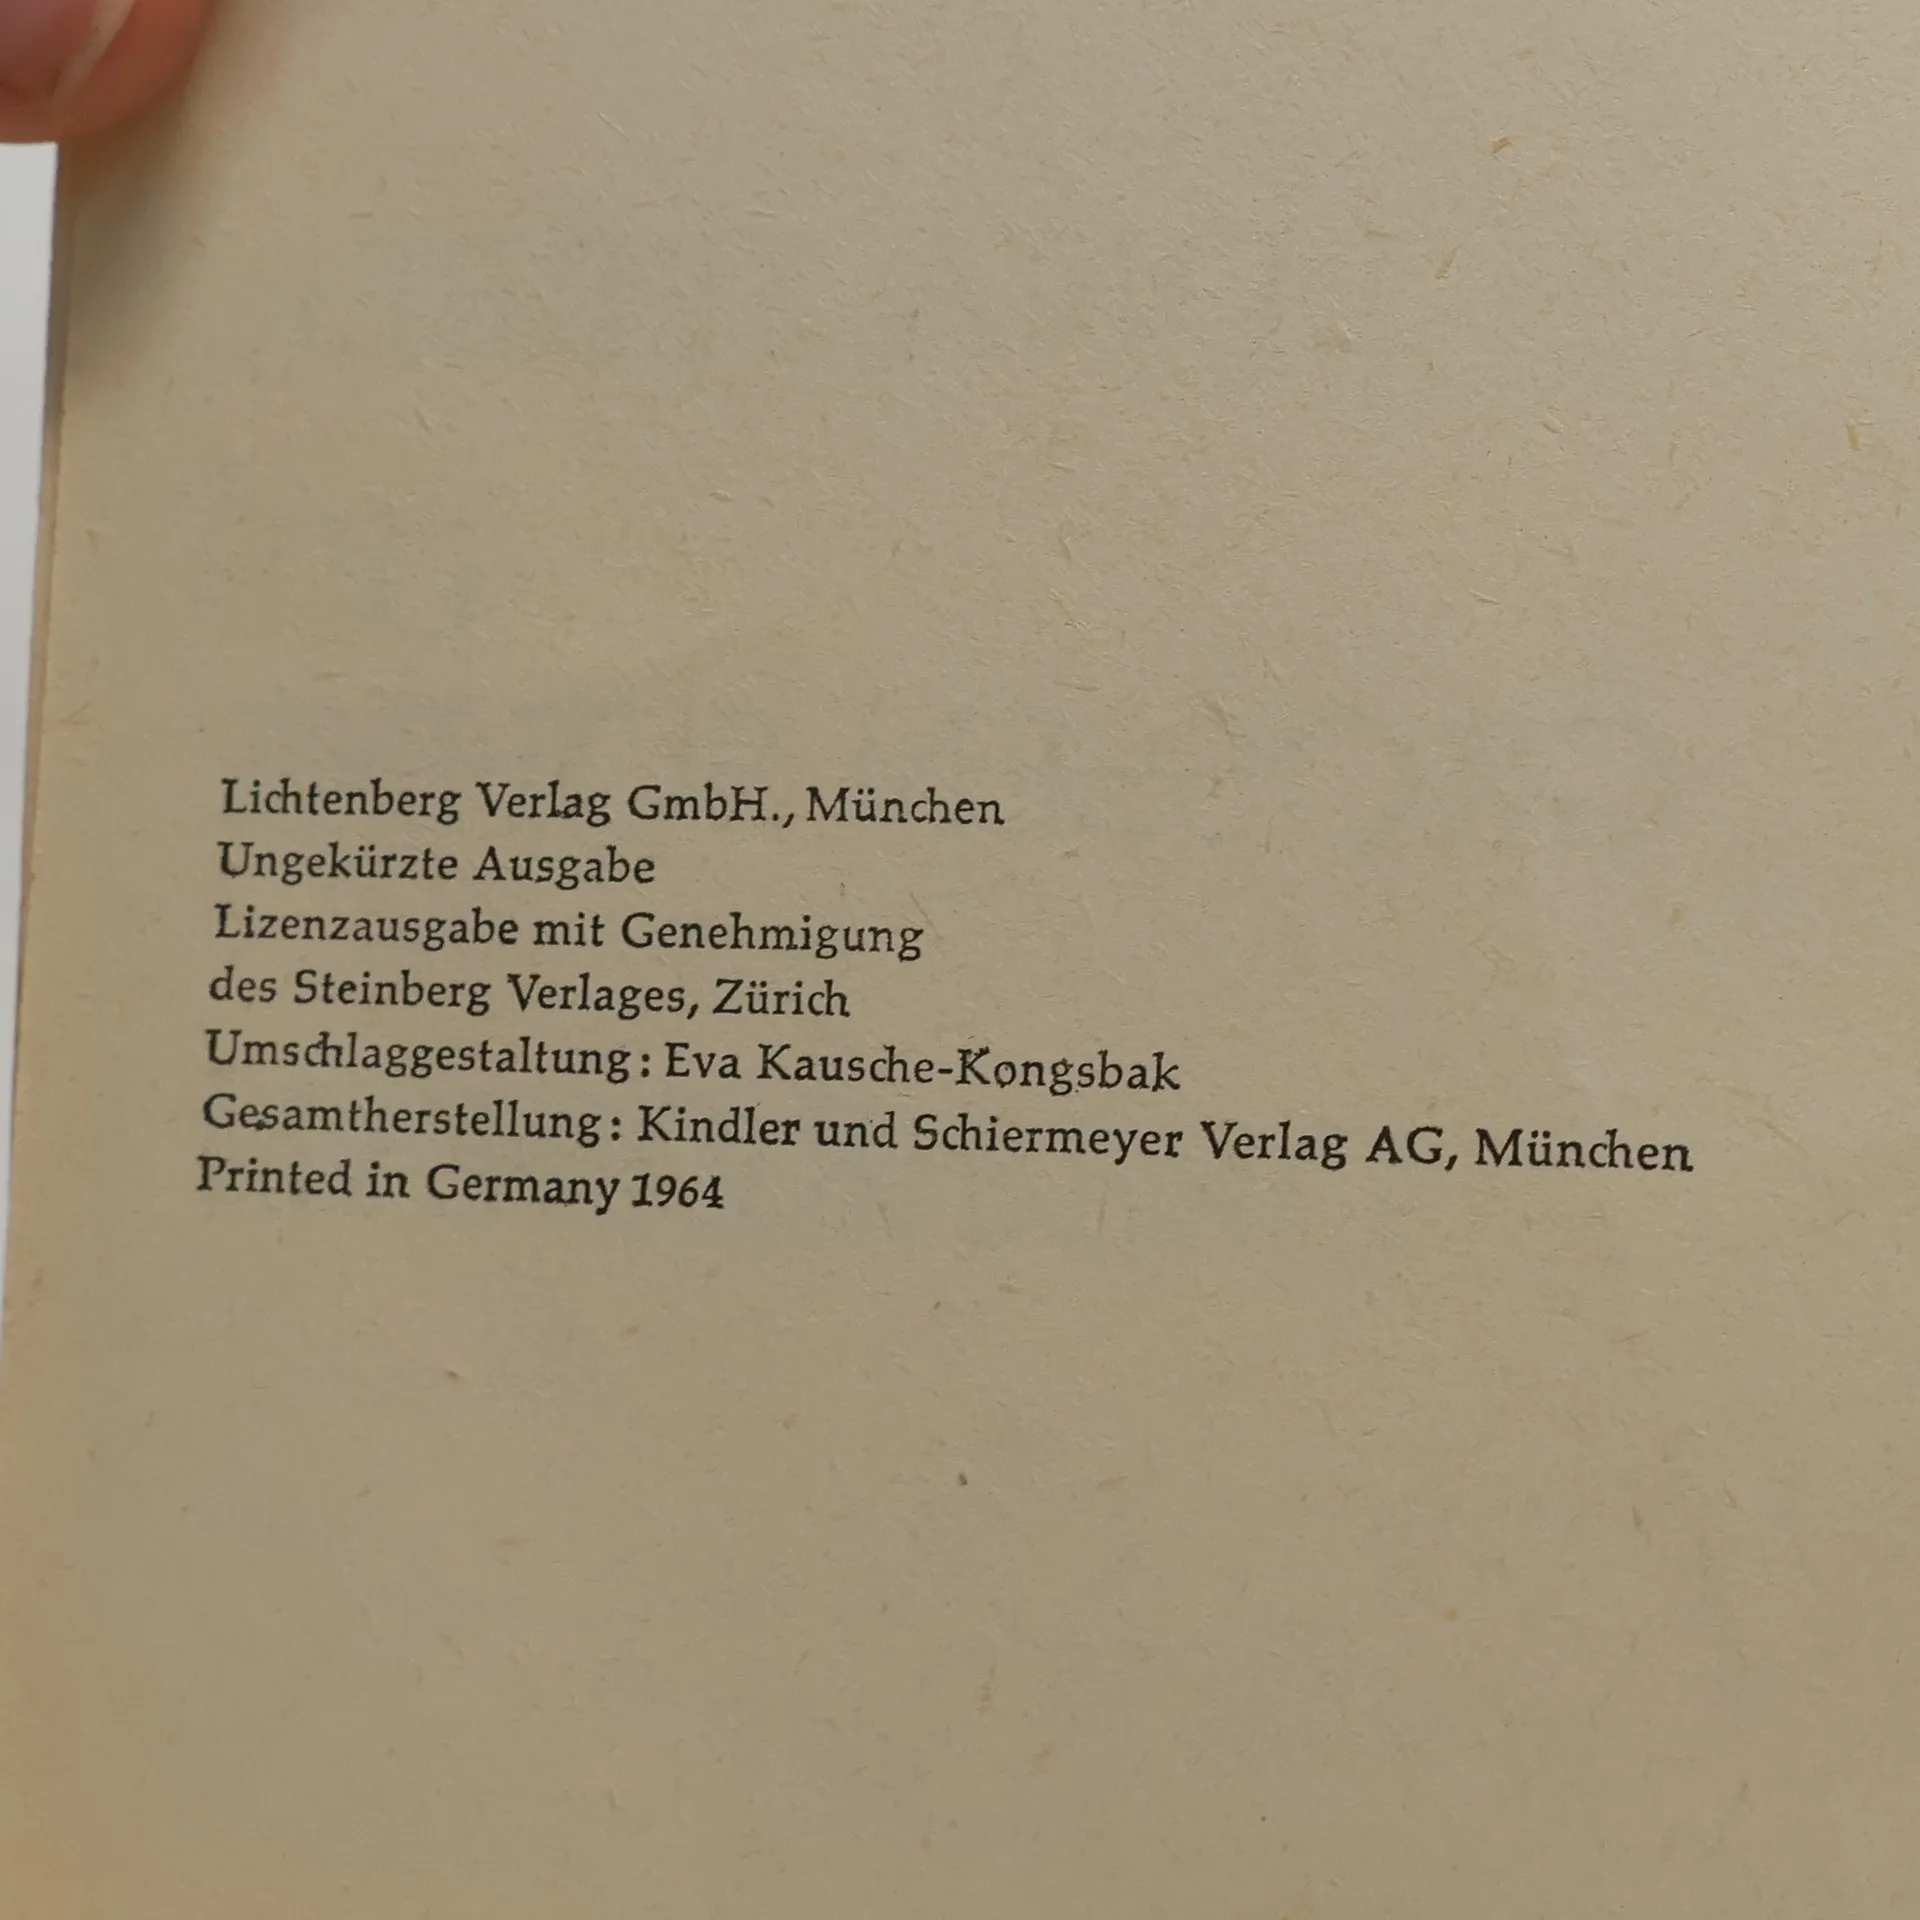 Lichtenberg Verlag GmbH., München
Ungekürzte Ausgabe
Lizenzausgabe mit Genehmigung
des Steinberg Verlages, Zürich
Umschlaggestaltung: Eva Kausche-Kongsbak
Gesamtherstellung: Kindler und Schiermeyer Verlag AG, München
Printed in Germany 1964